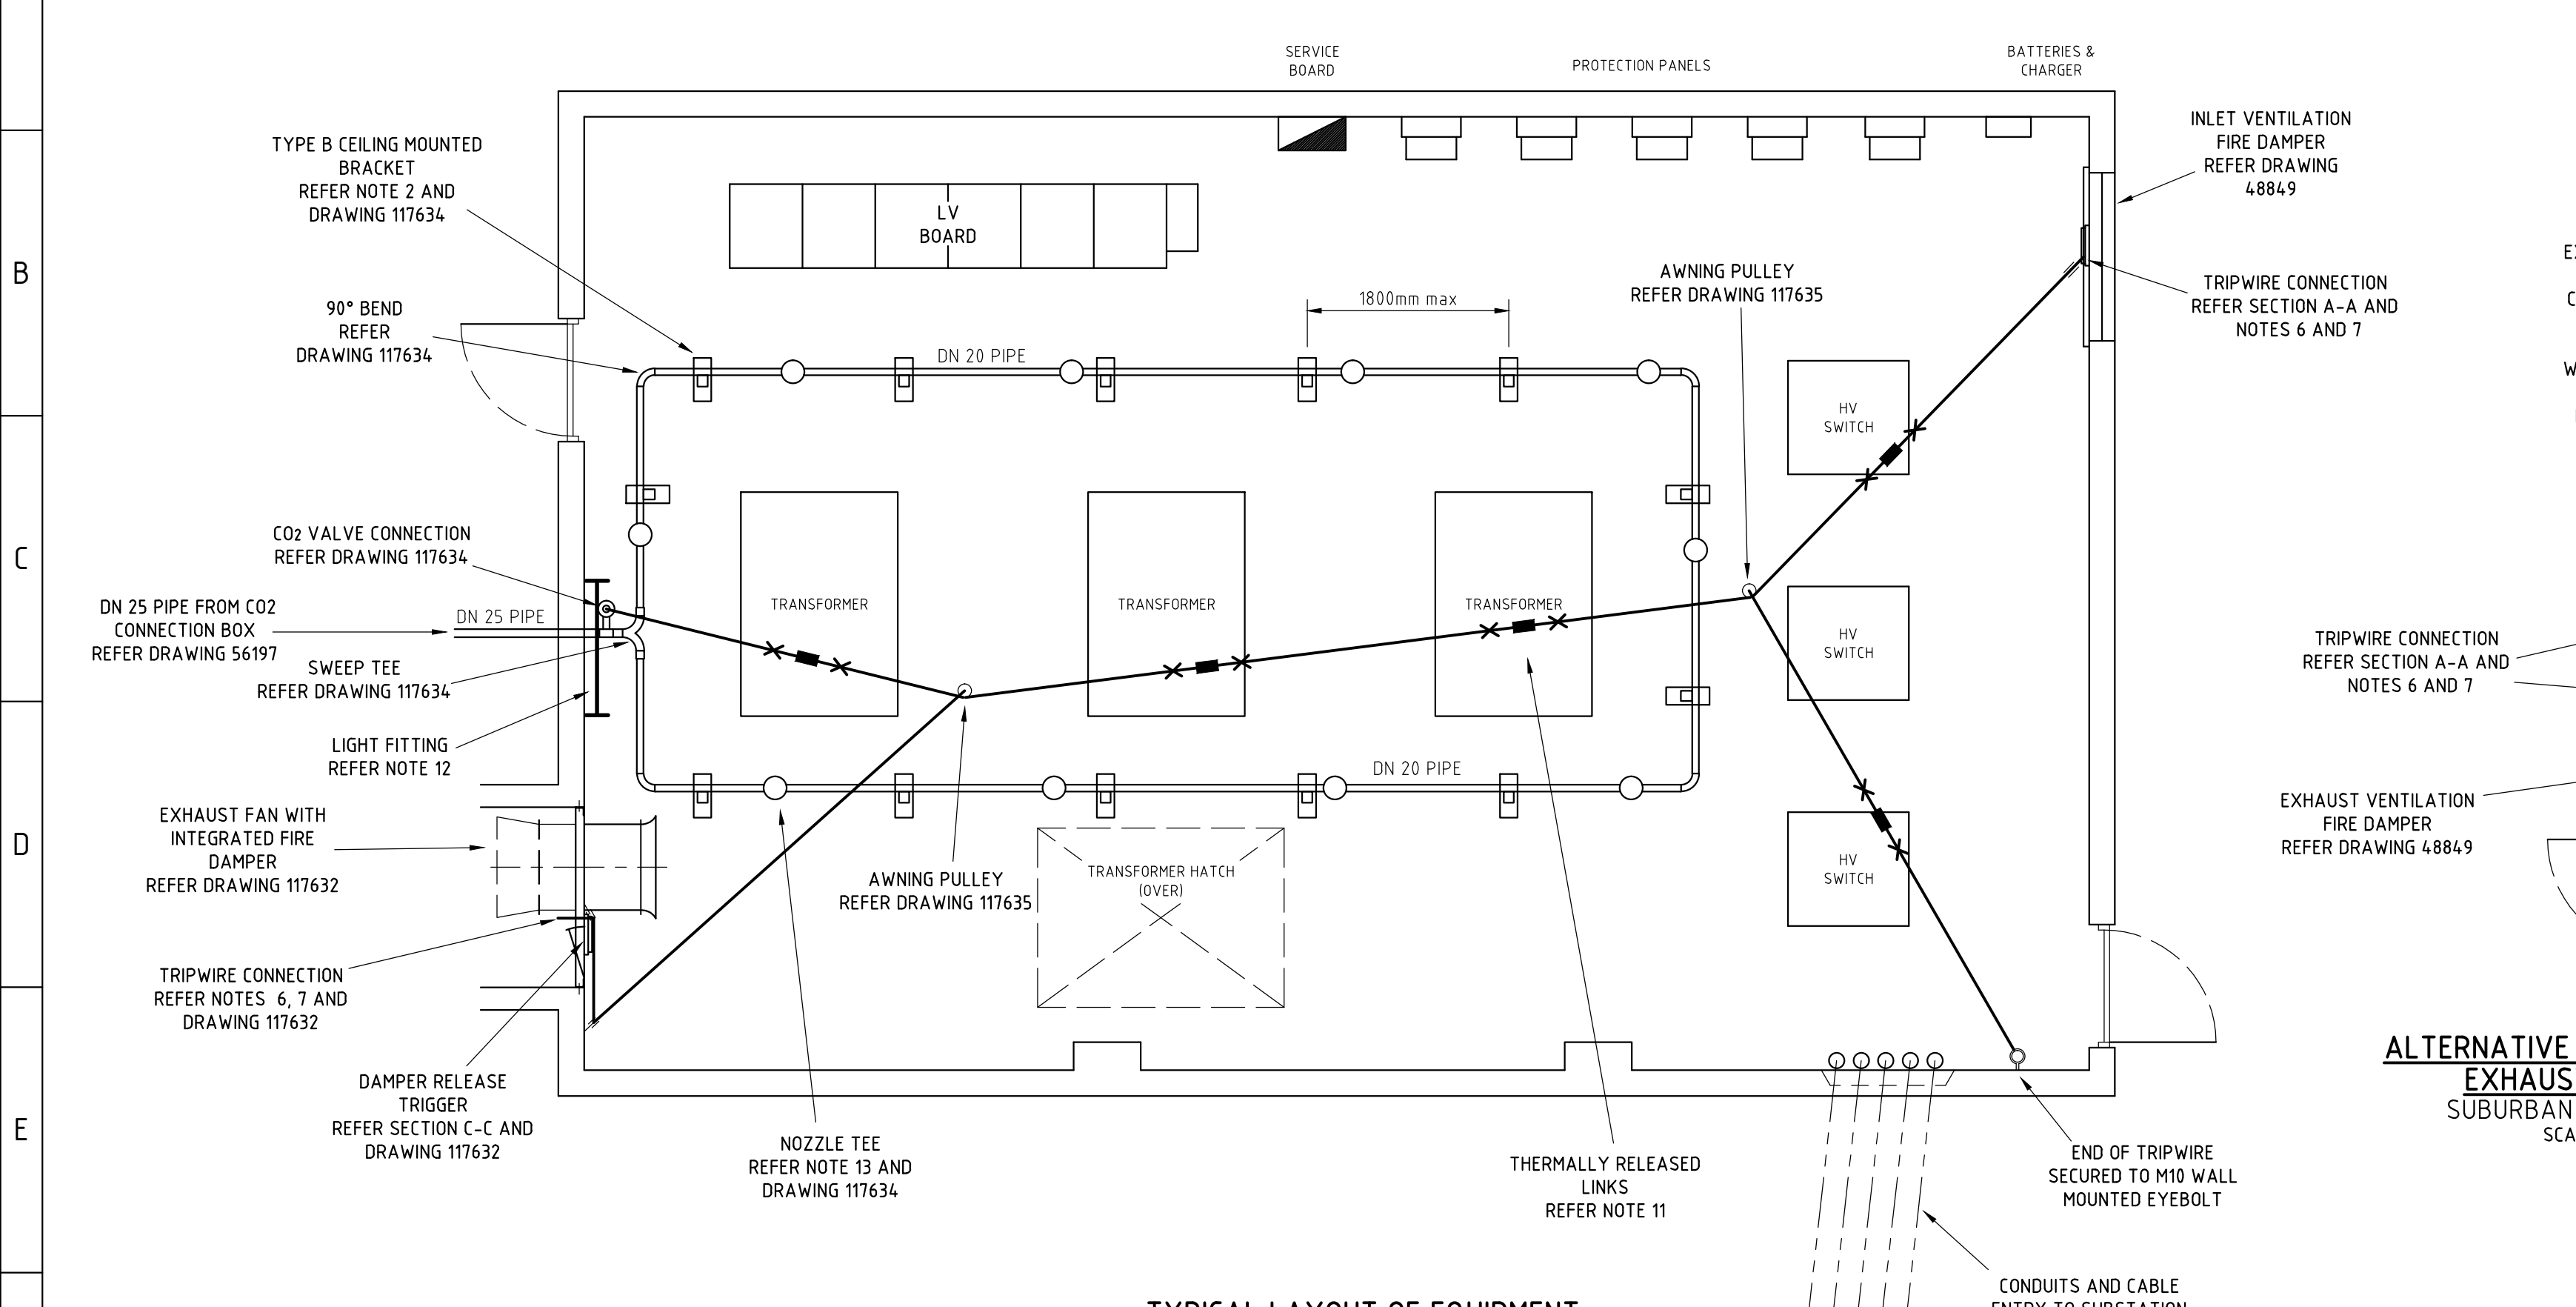 SERVICE
BOARD
PROTECTION PANELS
BATTERIES &
CHARGER
INLET VENTILATION
FIRE DAMPER
REFER DRAWING
48849
TYPE B CEILING MOUNTED
BRACKET
REFER NOTE 2 AND
DRAWING 117634
B
LV
BOARD
AWNING PULLEY
REFER DRAWING 117635
TRIPWIRE CONNECTION
REFER SECTION A-A AND
NOTES 6 AND 7
90° BEND
REFER
DRAWING 117634
1800mm max
DN 20 PIPE
HV
SWITCH
C
CO2 VALVE CONNECTION
REFER DRAWING 117634
DN 25 PIPE FROM CO2
CONNECTION BOX
REFER DRAWING 56197
DN 25 PIPE
TRANSFORMER
TRANSFORMER
TRANSFORMER
HV
SWITCH
TRIPWIRE CONNECTION
REFER SECTION A-A AND
NOTES 6 AND 7
SWEEP TEE
REFER DRAWING 117634
LIGHT FITTING
REFER NOTE 12
DN 20 PIPE
D
EXHAUST FAN WITH
INTEGRATED FIRE
DAMPER
REFER DRAWING 117632
AWNING PULLEY
REFER DRAWING 117635
TRANSFORMER HATCH
(OVER)
HV
SWITCH
EXHAUST VENTILATION
FIRE DAMPER
REFER DRAWING 48849
TRIPWIRE CONNECTION
REFER NOTES 6, 7 AND
DRAWING 117632
DAMPER RELEASE
TRIGGER
REFER SECTION C-C AND
DRAWING 117632
E
NOZZLE TEE
REFER NOTE 13 AND
DRAWING 117634
THERMALLY RELEASED
LINKS
REFER NOTE 11
END OF TRIPWIRE
SECURED TO M10 WALL
MOUNTED EYEBOLT
ALTERNATIVE
EXHAUS
SUBURBAN
SCA
CONDUITS AND CABLE
ENTRY TO SUBSTATION
TYPICAL LAYOUT OF EQUIPMENT